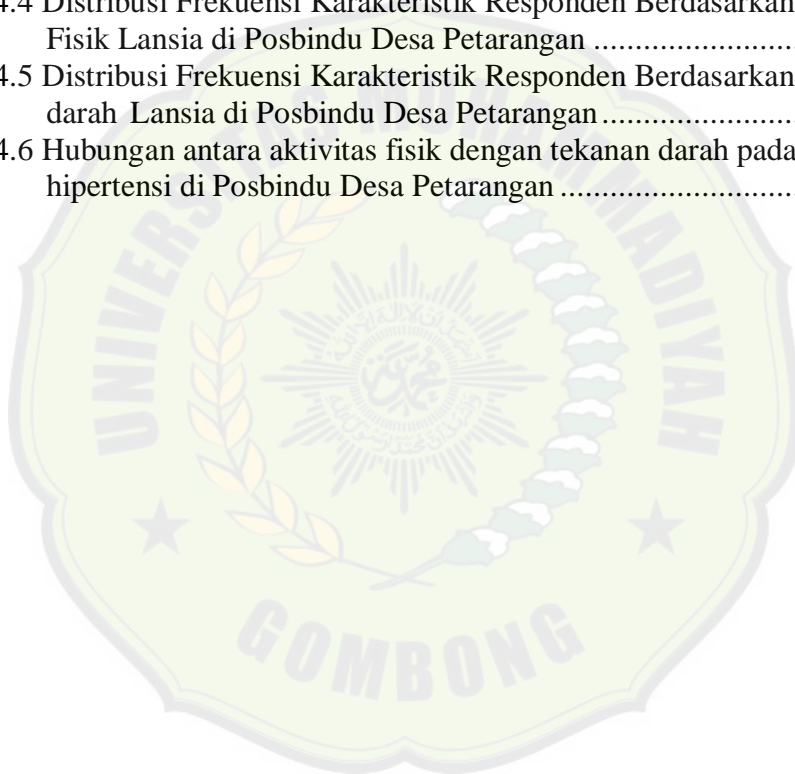 4.4 Distribusi Frekuensi Karakteristik Responden Berdasarkan
Fisik Lansia di Posbindu Desa Petarangan ........................
4.5 Distribusi Frekuensi Karakteristik Responden Berdasarkan
darah Lansia di Posbindu Desa Petarangan ........................
4.6 Hubungan antara aktivitas fisik dengan tekanan darah pada
hipertensi di Posbindu Desa Petarangan ...........................
UNIVERSITAS MUHAMMADIYAH
GOMBONG